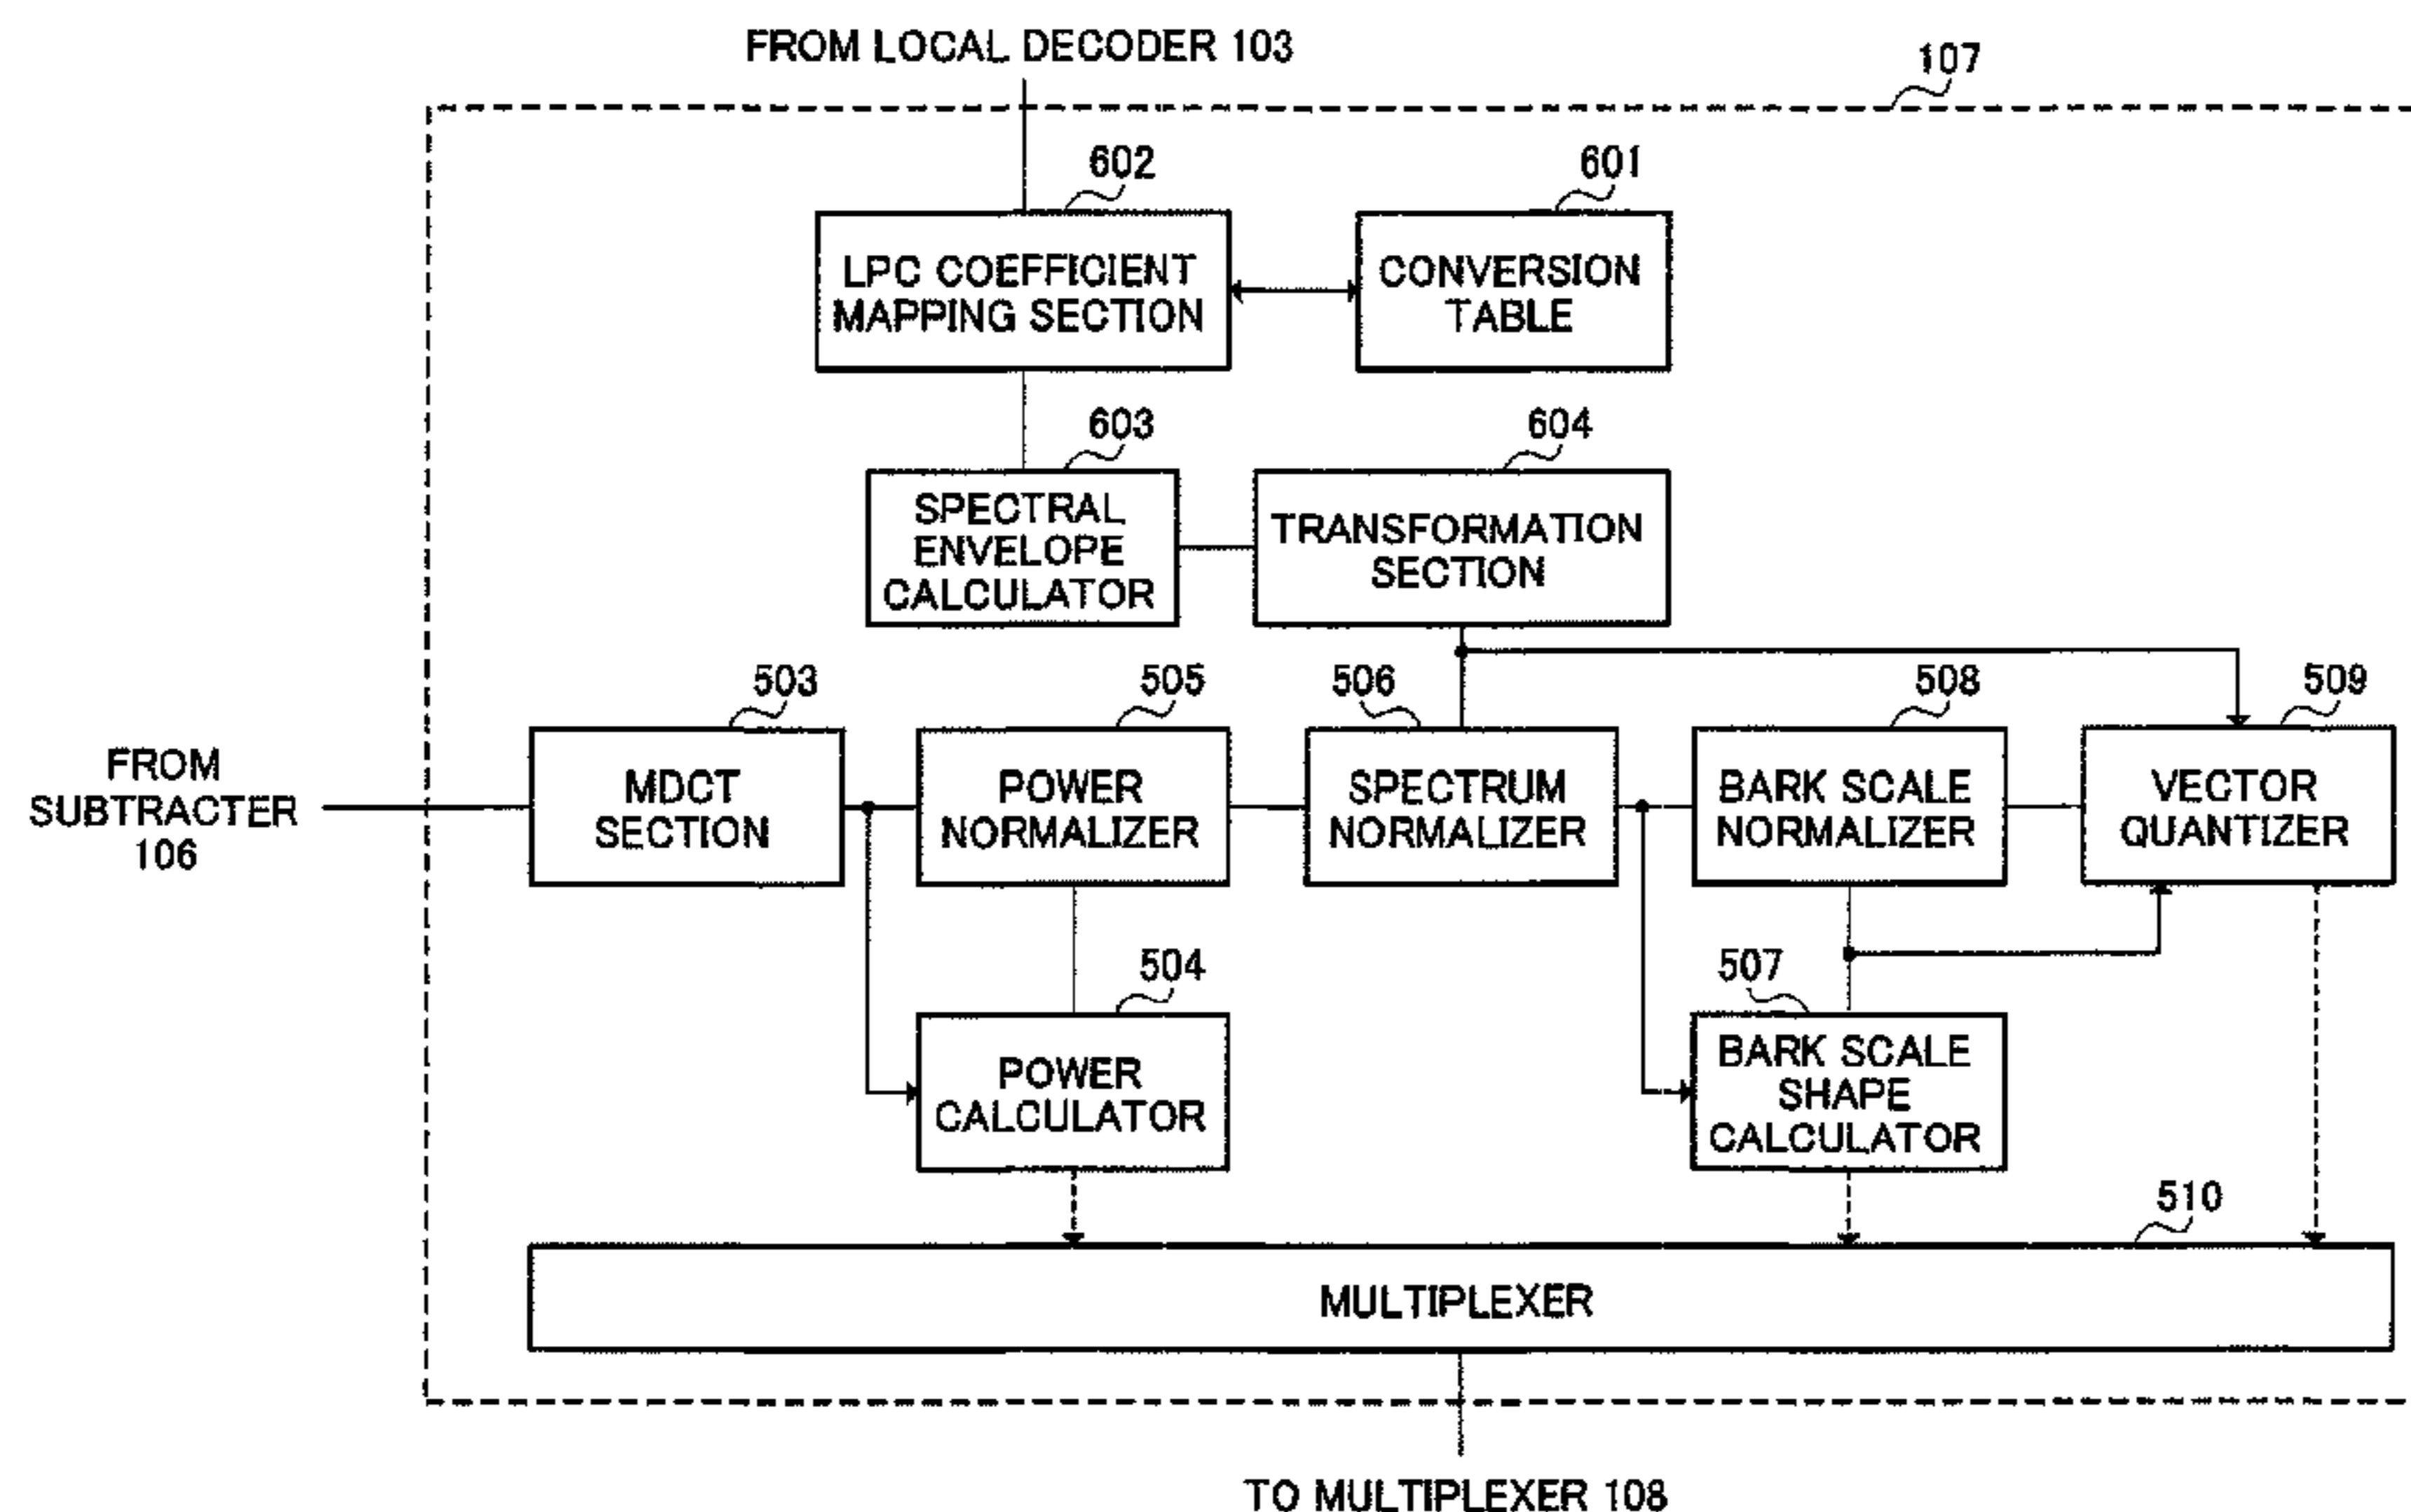 FROM LOCAL DECODER 103
107
602
601
LPC COEFFICIENT
MAPPING SECTION
CONVERSION
TABLE
603
604
SPECTRAL
ENVELOPE
CALCULATOR
TRANSFORMATION
SECTION
503
505
506
508
509
FROM
SUBTRACTER
106
MDCT
SECTION
POWER
NORMALIZER
SPECTRUM
NORMALIZER
BARK SCALE
NORMALIZER
VECTOR
QUANTIZER
504
507
POWER
CALCULATOR
BARK SCALE
SHAPE
CALCULATOR
510
MULTIPLEXER
TO MULTIPLEXER 108